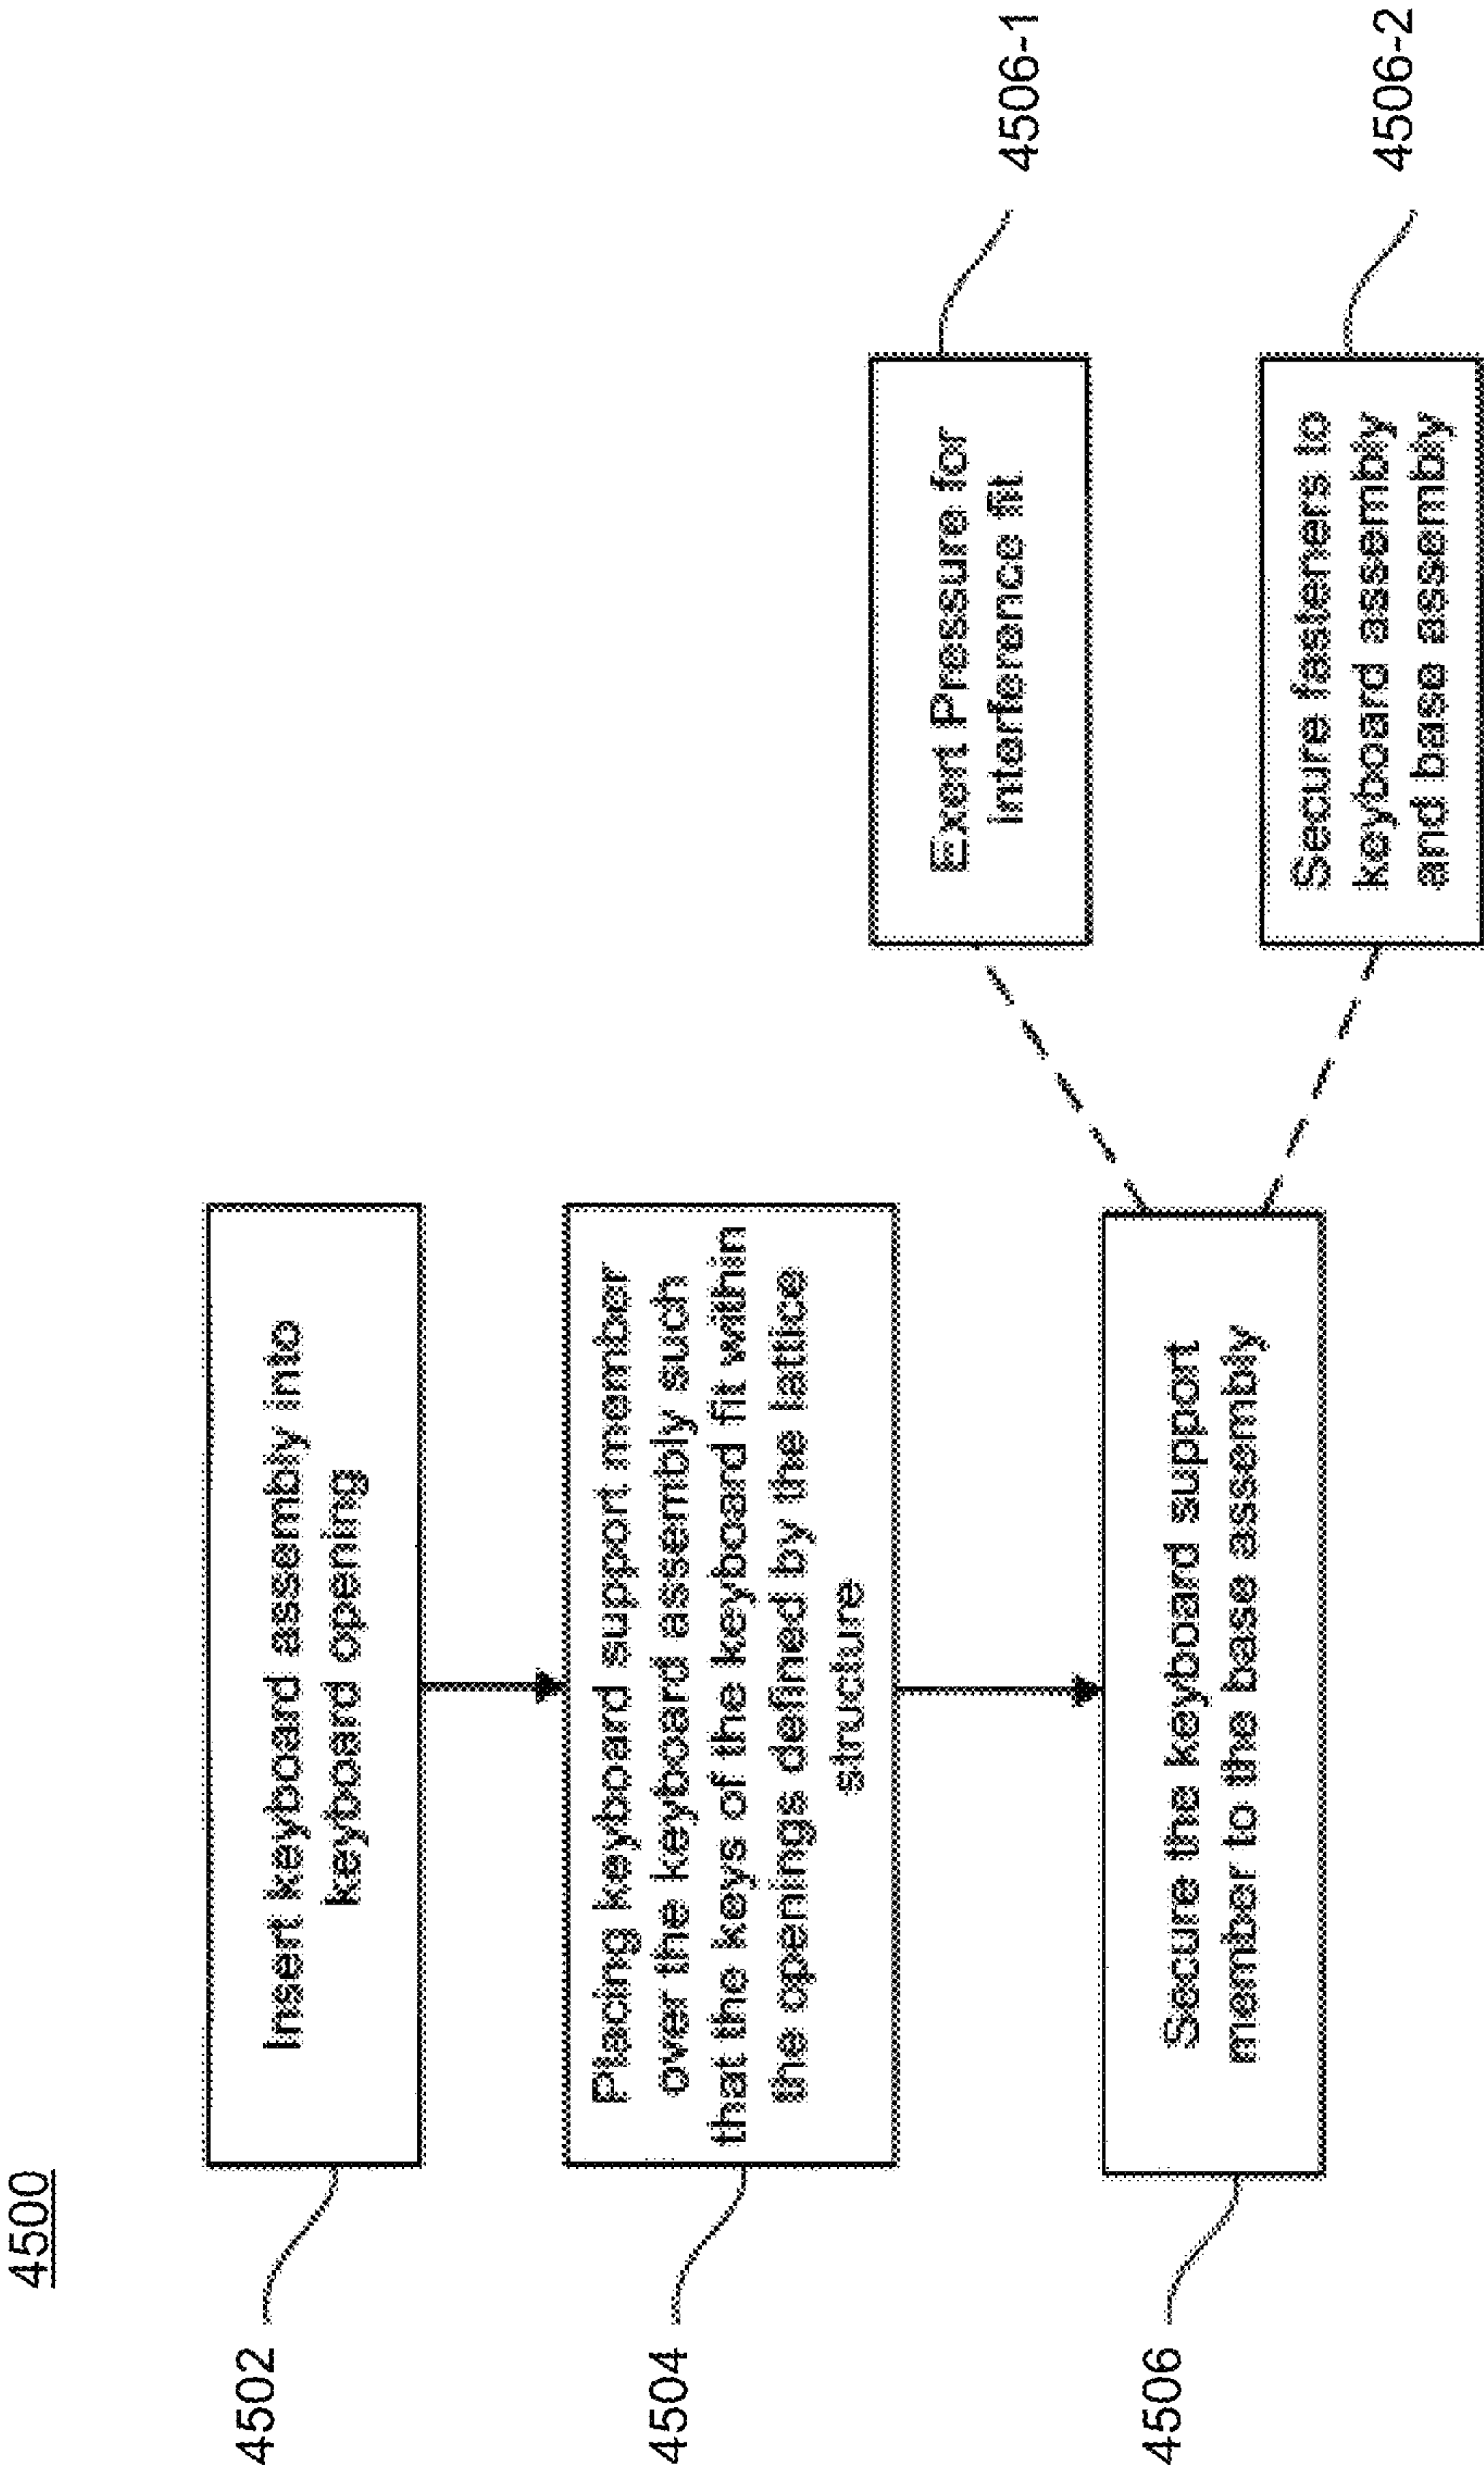 4500
4502
Insert keyboard assembly into
keyboard opening
4504
Placing keyboard support member
over the keyboard assembly such
that the keys of the keyboard fit within
the openings defined by the lattice
structure
4506
Secure the keyboard support
member to the base assembly
Exert Pressure for
interference fit
4506-1
Secure fasteners to
keyboard assembly
and base assembly
4506-2